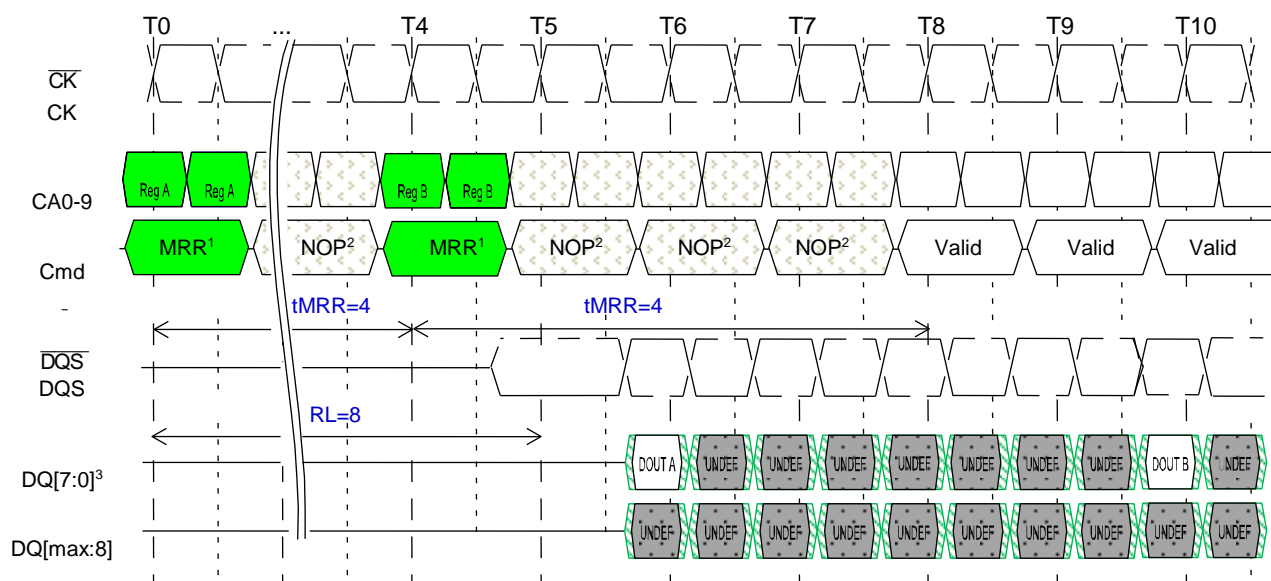 T0 ... T4 T5 T6 T7 T8 T9 T10
CK
CK
CA0-9 Reg A Reg A Reg B Reg B
Cmd MRR¹ NOP² MRR¹ NOP² NOP² NOP² Valid Valid Valid
-
tMRR=4 tMRR=4
DQS
DQS
RL=8
DQ[7:0]³ DOUT A UNDEF UNDEF UNDEF UNDEF UNDEF UNDEF UNDEF DOUT B UNDEF
DQ[max:8] UNDEF UNDEF UNDEF UNDEF UNDEF UNDEF UNDEF UNDEF UNDEF UNDEF